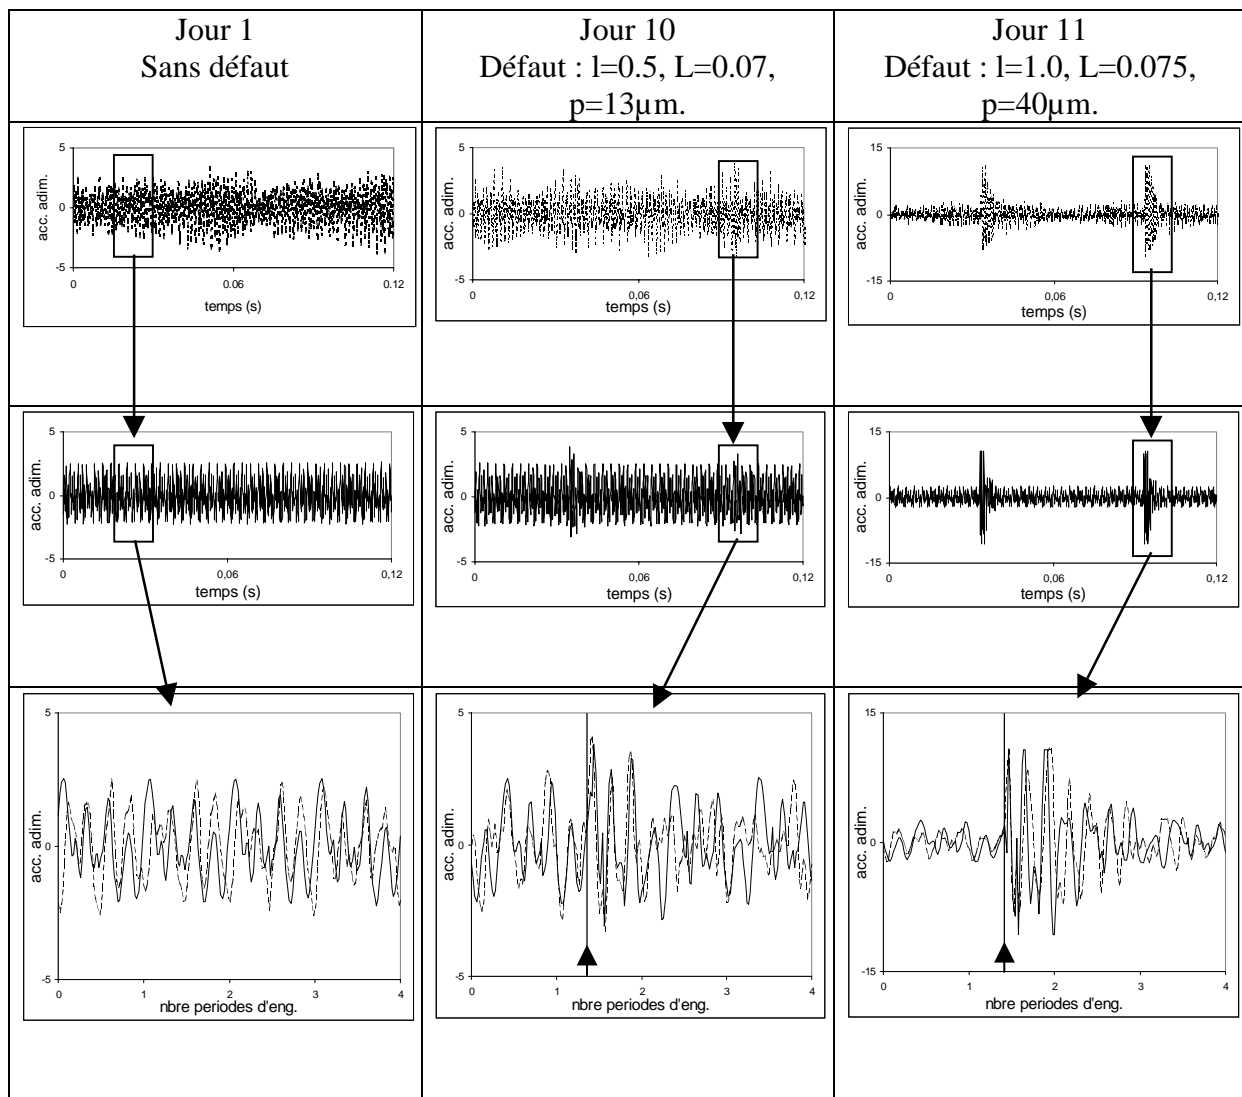 Jour 1
Sans défaut
Jour 10
Défaut : l=0.5, L=0.07,
p=13µm.
Jour 11
Défaut : l=1.0, L=0.075,
p=40µm.
5
0
-5
acc. adim.
0
0.06
0.12
temps (s)
5
0
-5
acc. adim.
0
0,06
0,12
temps (s)
15
0
-15
acc. adim.
0
0,06
0,12
temps (s)
5
0
-5
acc. adim.
0
0,06
0,12
temps (s)
5
0
-5
acc. adim.
0
0,06
0,12
temps (s)
15
0
-15
acc. adim.
0
0,06
0,12
temps (s)
5
0
-5
acc. adim.
0 1 2 3 4
nbre periodes d'eng.
5
0
-5
acc. adim.
0 1 2 3 4
nbre periodes d'eng.
15
0
-15
acc. adim.
0 1 2 3 4
nbre periodes d'eng.